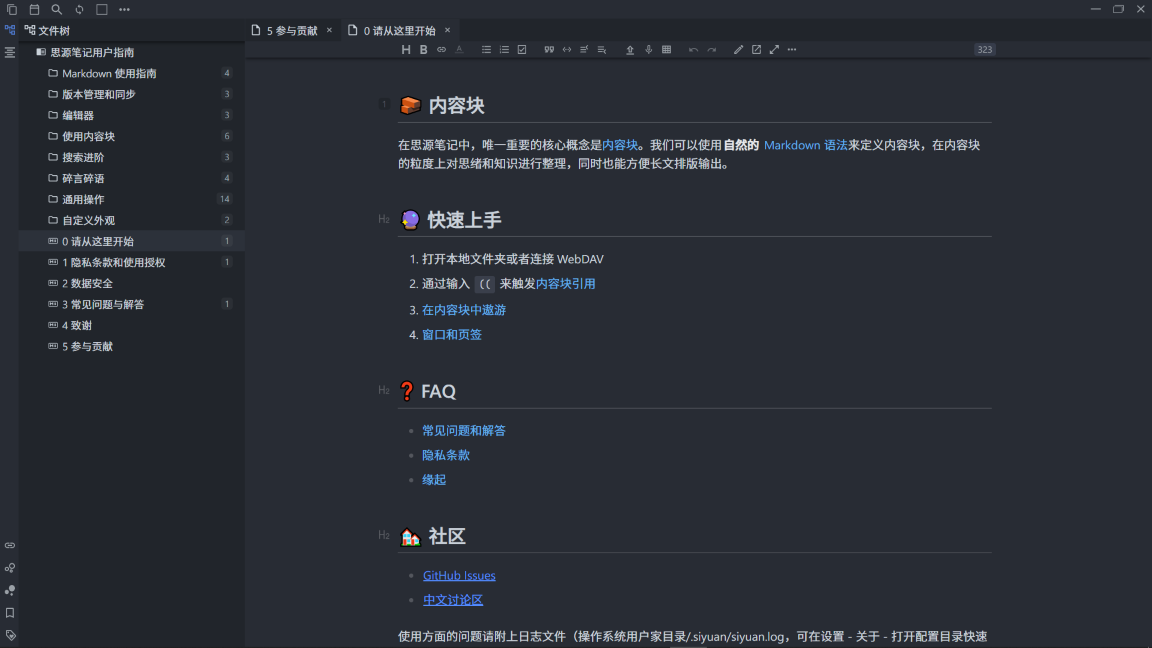 文件树
思源笔记用户指南
Markdown 使用指南 4
版本管理和同步 3
编辑器 3
使用内容块 6
搜索进阶 3
碎言碎语 4
通用操作 14
自定义外观 2
0 请从这里开始 1
1 隐私条款和使用授权 1
2 数据安全
3 常见问题与解答 1
4 致谢
5 参与贡献
5 参与贡献 ×
0 请从这里开始 ×
H B A
323
1 内容块
在思源笔记中，唯一重要的核心概念是内容块。我们可以使用自然的 Markdown 语法来定义内容块，在内容块
的粒度上对思绪和知识进行整理，同时也能方便长文排版输出。
H2 快速上手
1. 打开本地文件夹或者连接 WebDAV
2. 通过输入 (( 来触发内容块引用
3. 在内容块中遨游
4. 窗口和页签
H2 FAQ
常见问题和解答
隐私条款
缘起
H2 社区
GitHub Issues
中文讨论区
使用方面的问题请附上日志文件（操作系统用户家目录/.siyuan/siyuan.log，可在设置 - 关于 - 打开配置目录快速